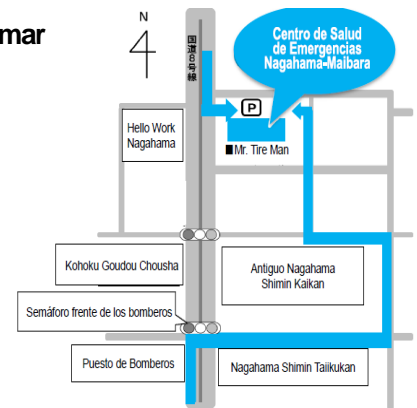 mar
N
国道8号線
Centro de Salud
de Emergencias
Nagahama-Maibara
P
Hello Work
Nagahama
■Mr. Tire Man
Kohoku Goudou Chousha
Antiguo Nagahama
Shimin Kaikan
Semáforo frente de los bomberos
Puesto de Bomberos
Nagahama Shimin Taiikukan